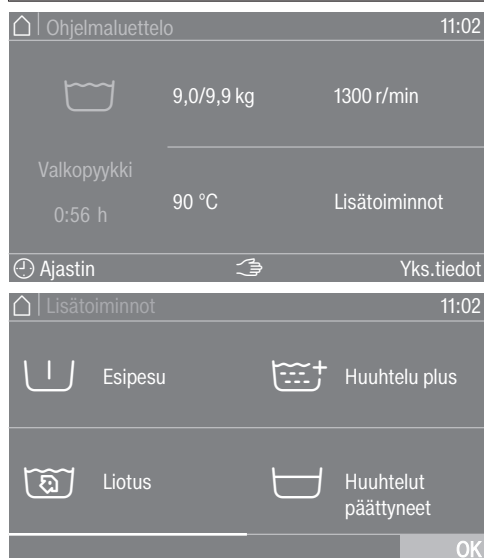 Ohjelmaluettelo 11:02
9,0/9,9 kg 1300 r/min
Valkopyykki
0:56 h
90 °C Lisätoiminnot
Ajastin Yks.tiedot
Lisätoiminnot 11:02
Esipesu Huuhtelu plus
Liotus Huuhtelut
päättyneet
OK